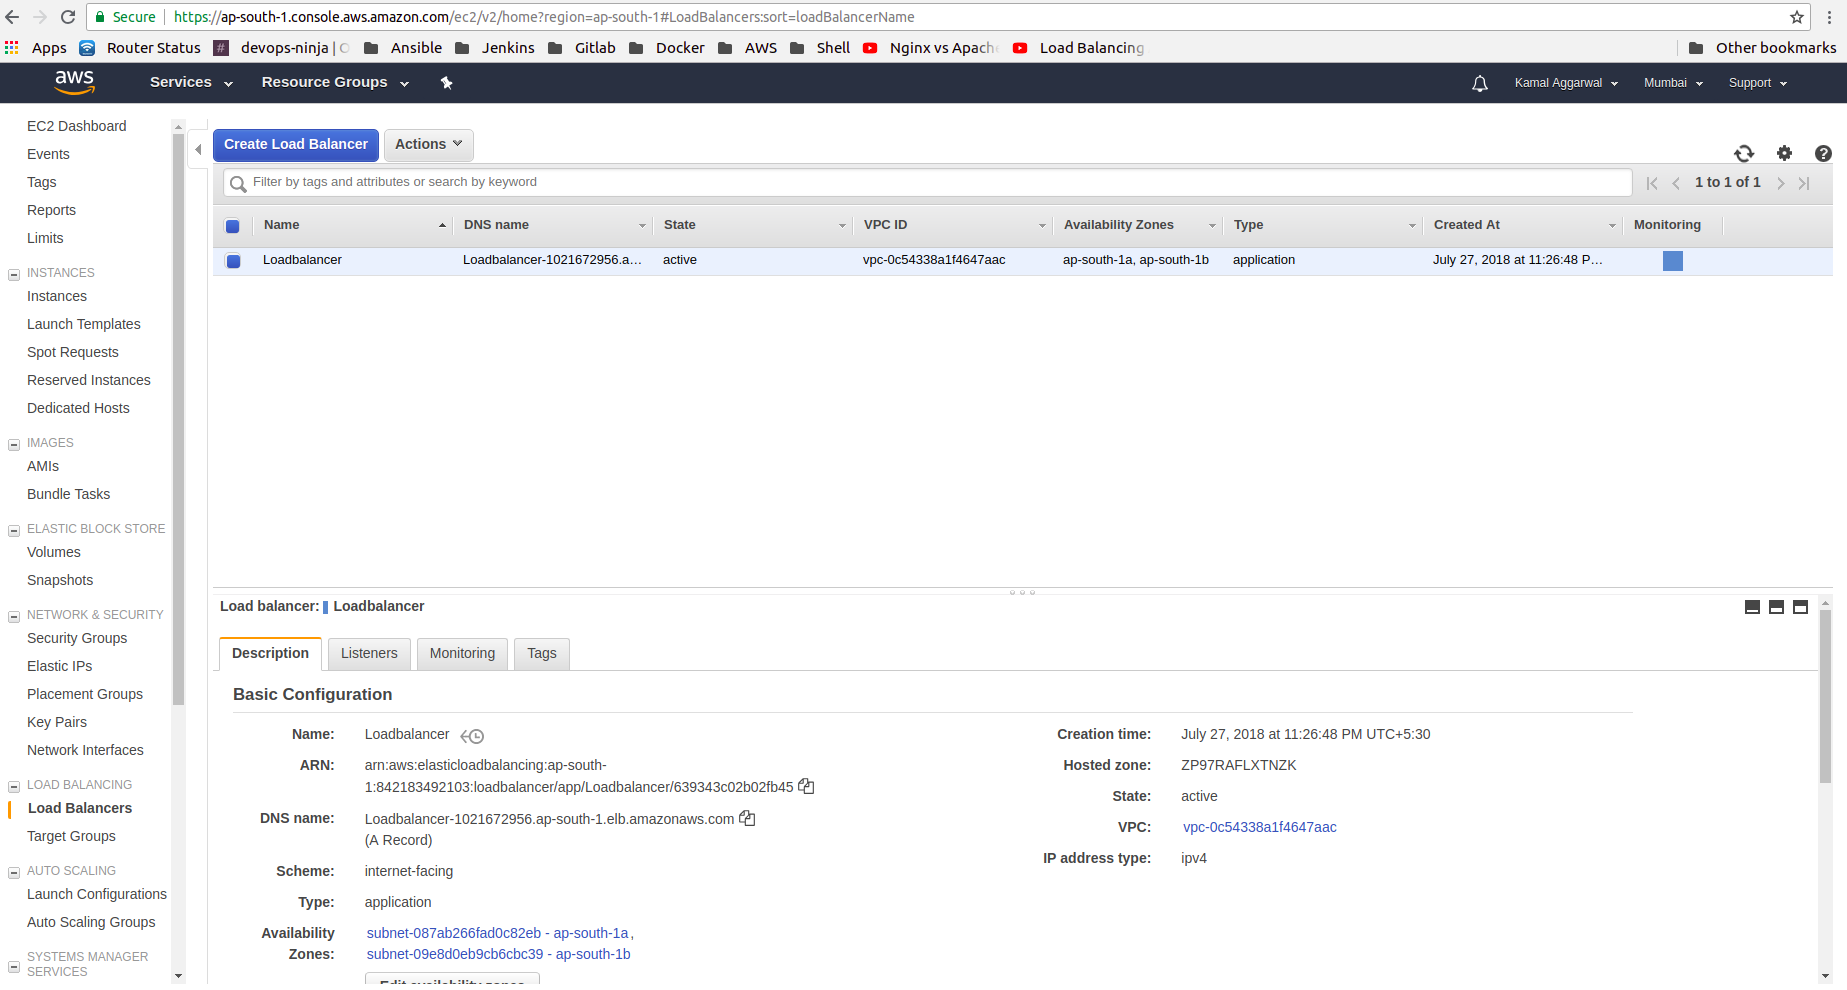 Secure https://ap-south-1.console.aws.amazon.com/ec2/v2/home?region=ap-south-1#LoadBalancers:sort=loadBalancerName
Apps Router Status devops-ninja | Ansible Jenkins Gitlab Docker AWS Shell Nginx vs Apach Load Balancing Other bookmarks
aws Services Resource Groups Kamal Aggarwal Mumbai Support
EC2 Dashboard
Events
Tags
Reports
Limits
INSTANCES
Instances
Launch Templates
Spot Requests
Reserved Instances
Dedicated Hosts
IMAGES
AMIs
Bundle Tasks
ELASTIC BLOCK STORE
Volumes
Snapshots
NETWORK & SECURITY
Security Groups
Elastic IPs
Placement Groups
Key Pairs
Network Interfaces
LOAD BALANCING
Load Balancers
Target Groups
AUTO SCALING
Launch Configurations
Auto Scaling Groups
SYSTEMS MANAGER
SERVICES
Create Load Balancer Actions
Filter by tags and attributes or search by keyword 1 to 1 of 1
Name DNS name State VPC ID Availability Zones Type Created At Monitoring
Loadbalancer Loadbalancer-1021672956.a... active vpc-0c54338a1f4647aac ap-south-1a, ap-south-1b application July 27, 2018 at 11:26:48 P...
Load balancer: Loadbalancer
Description Listeners Monitoring Tags
Basic Configuration
Name: Loadbalancer
ARN: arn:aws:elasticloadbalancing:ap-south-
1:842183492103:loadbalancer/app/Loadbalancer/639343c02b02fb45
DNS name: Loadbalancer-1021672956.ap-south-1.elb.amazonaws.com
(A Record)
Scheme: internet-facing
Type: application
Availability subnet-087ab266fad0c82eb - ap-south-1a,
Zones: subnet-09e8d0eb9cb6cbc39 - ap-south-1b
Edit availability zones
Creation time: July 27, 2018 at 11:26:48 PM UTC+5:30
Hosted zone: ZP97RAFLXTNZK
State: active
VPC: vpc-0c54338a1f4647aac
IP address type: ipv4